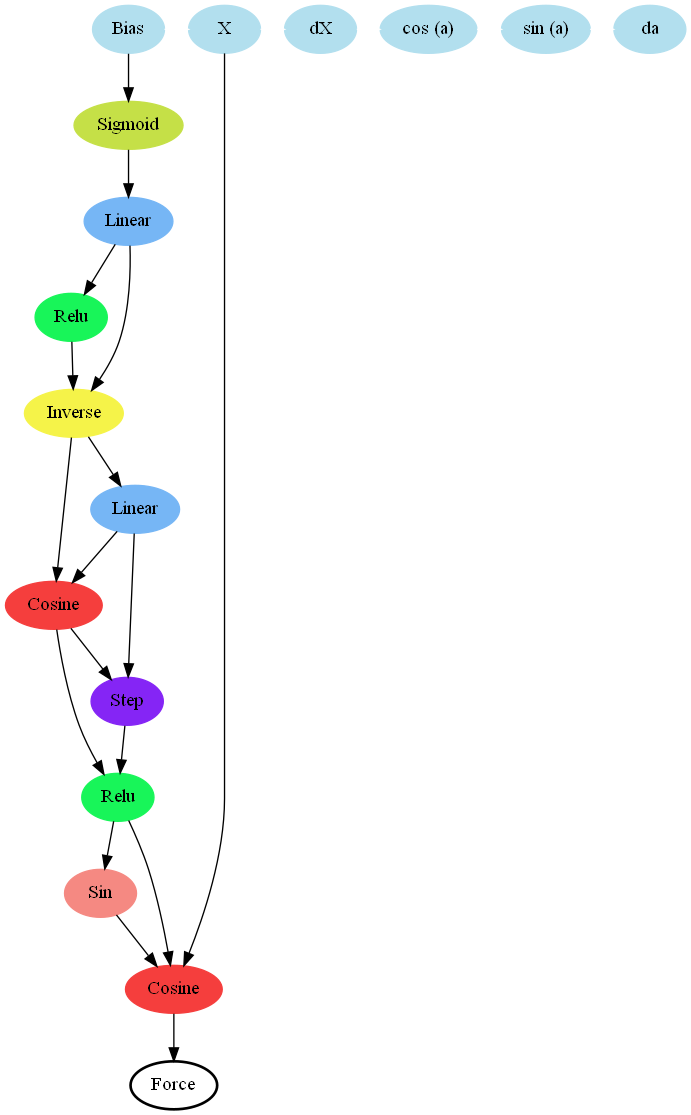 Bias
X
dX
cos (a)
sin (a)
da
Sigmoid
Linear
Relu
Inverse
Linear
Cosine
Step
Relu
Sin
Cosine
Force